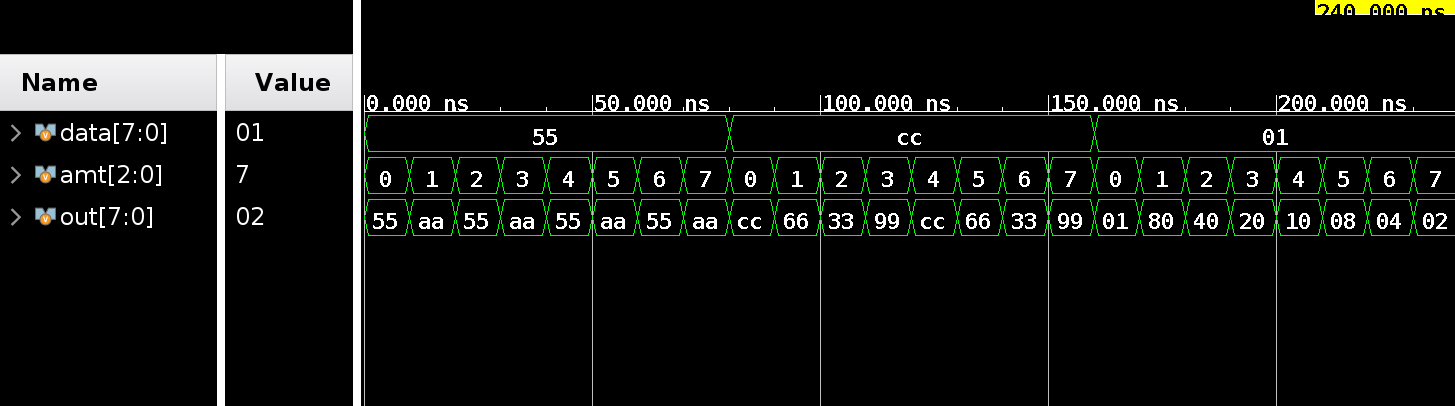 240.000 ns
Name Value
0.000 ns 50.000 ns 100.000 ns 150.000 ns 200.000 ns
data[7:0] 01 55 cc 01
amt[2:0] 7 0 1 2 3 4 5 6 7 0 1 2 3 4 5 6 7 0 1 2 3 4 5 6 7
out[7:0] 02 55 aa 55 aa 55 aa 55 aa cc 66 33 99 cc 66 33 99 01 80 40 20 10 08 04 02